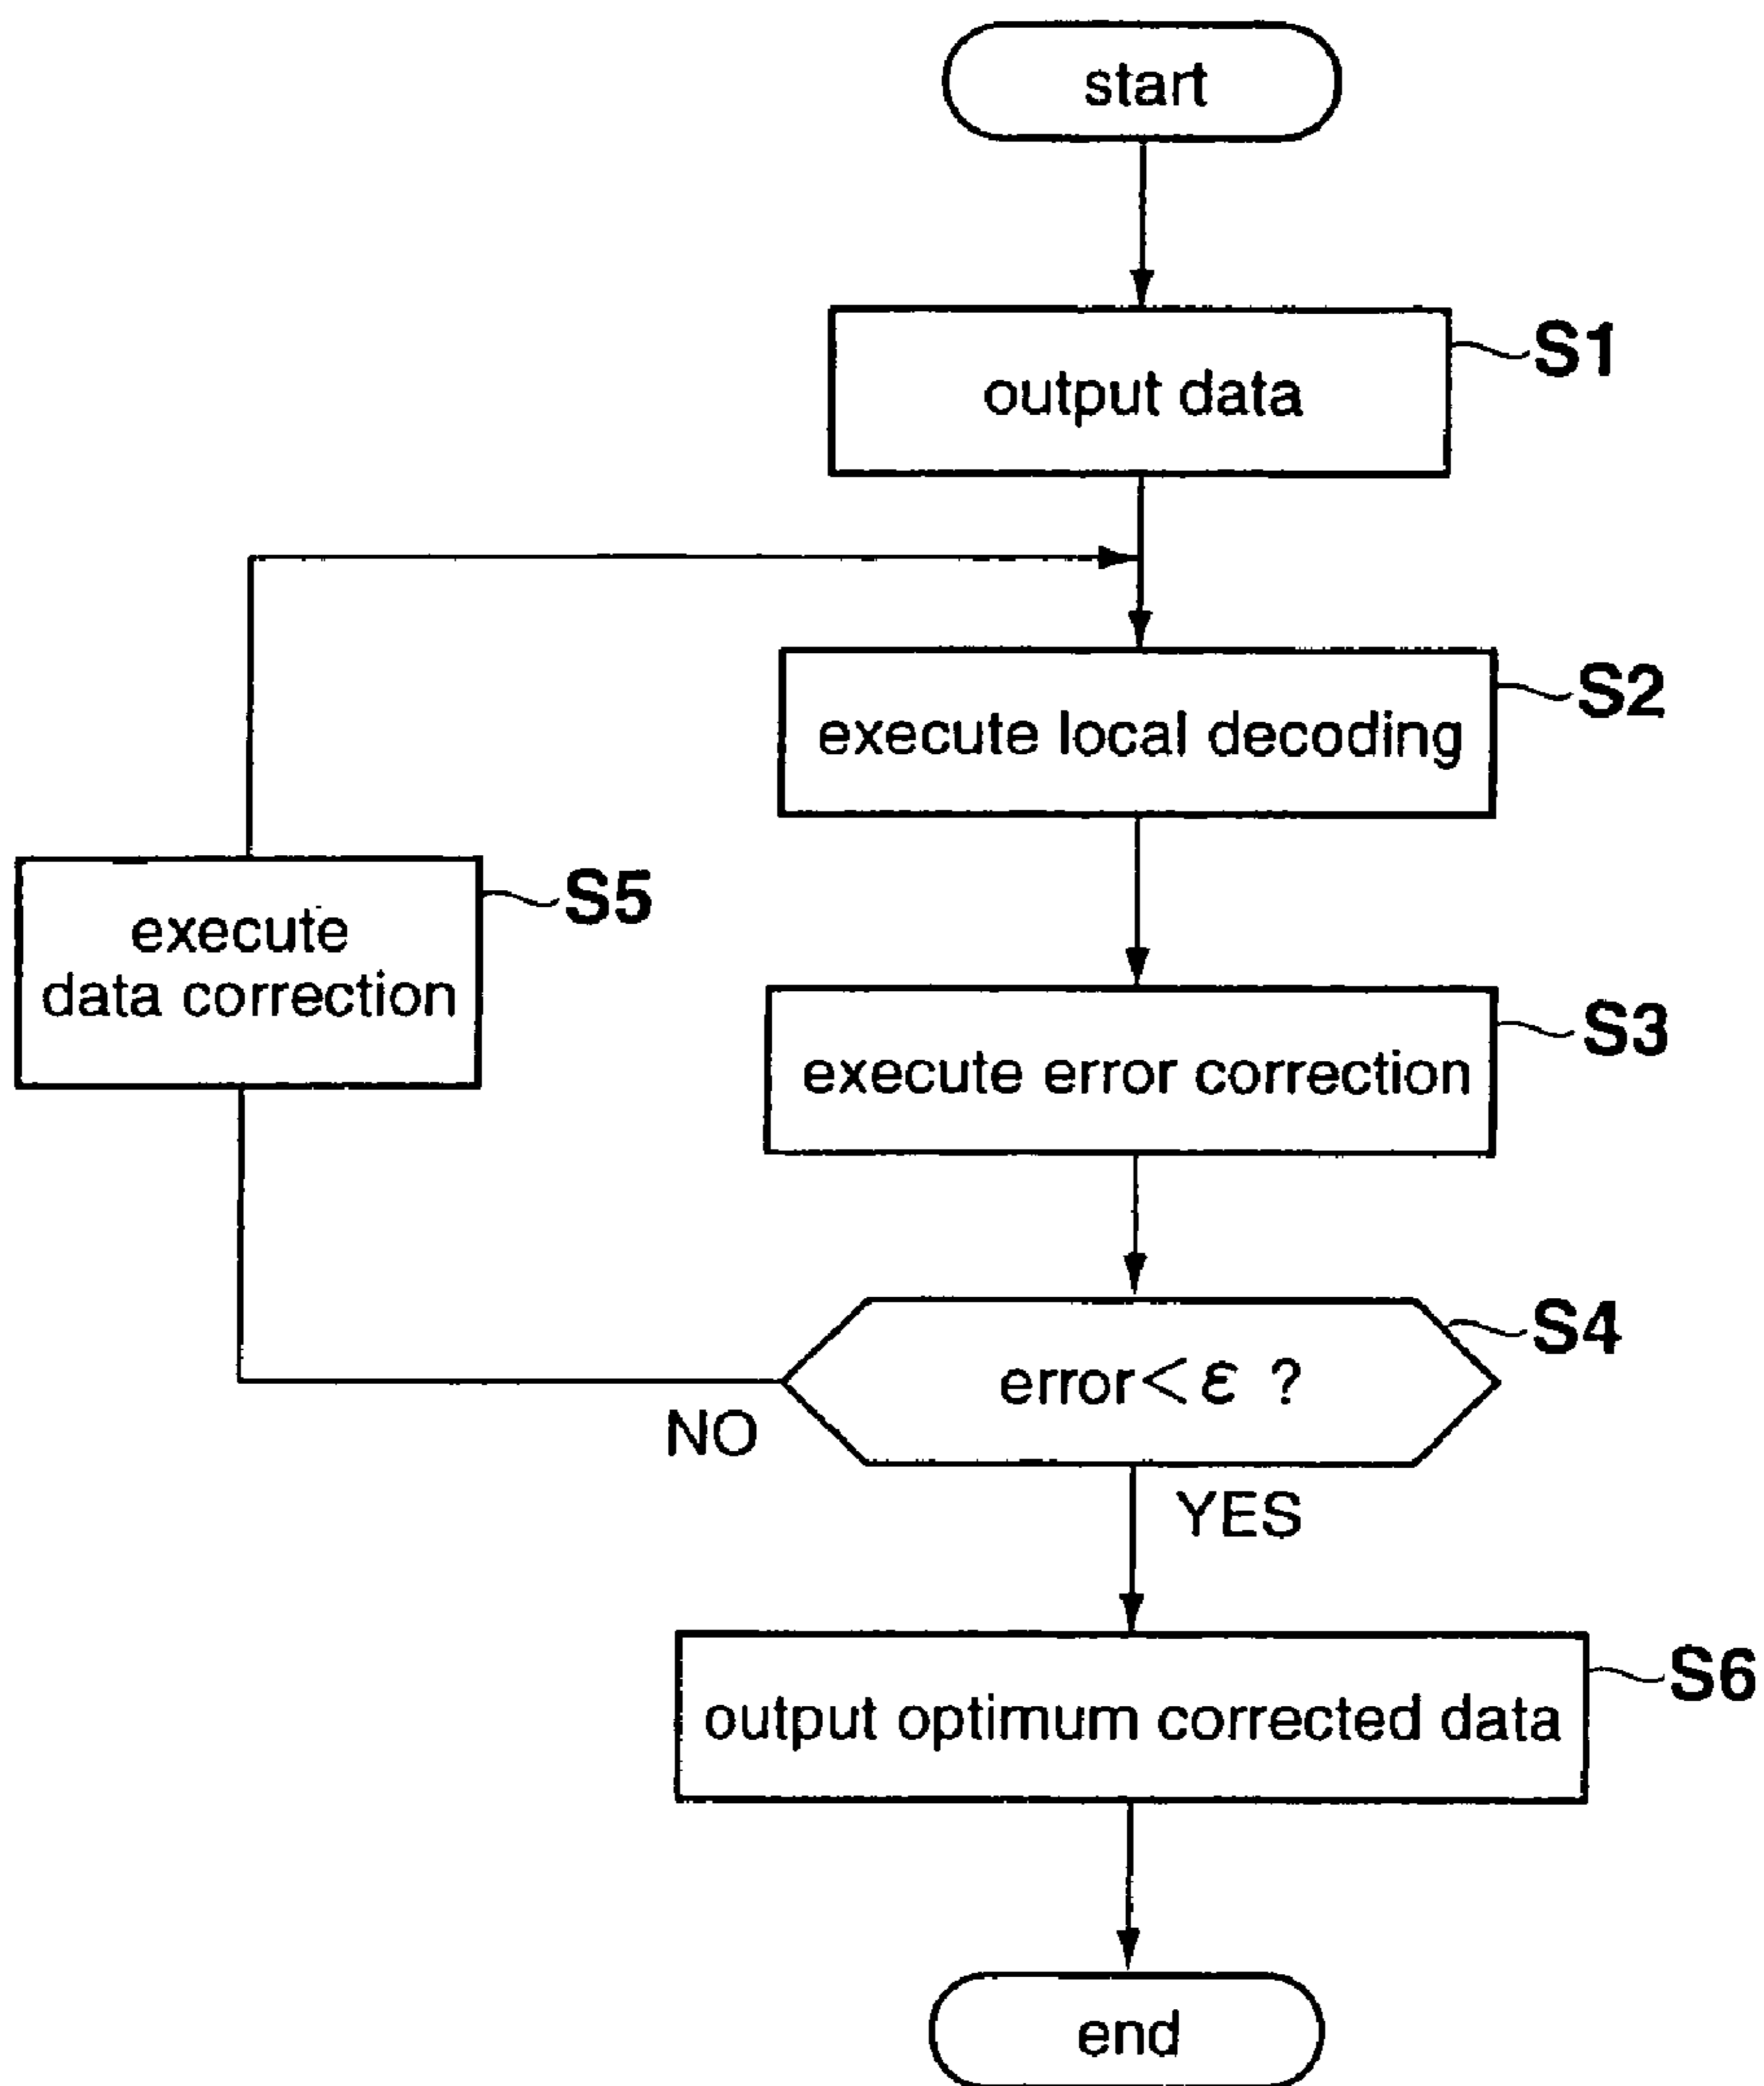 start
output data
S1
execute local decoding
S2
execute
data correction
S5
execute error correction
S3
error<ε ?
S4
NO
YES
output optimum corrected data
S6
end